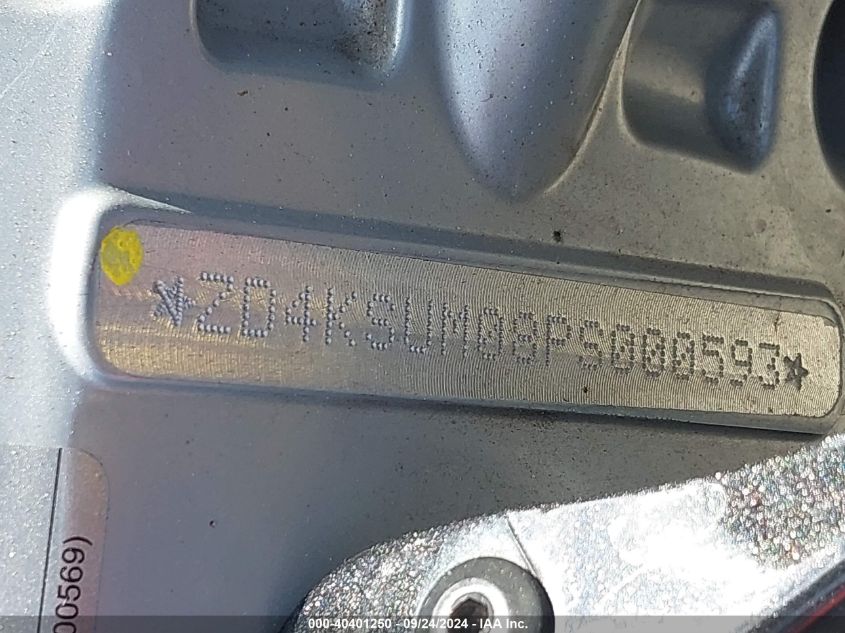 ★ZD4KSUM08PS000593★
00569)
000-40401250 - 09/24/2024 - IAA Inc.